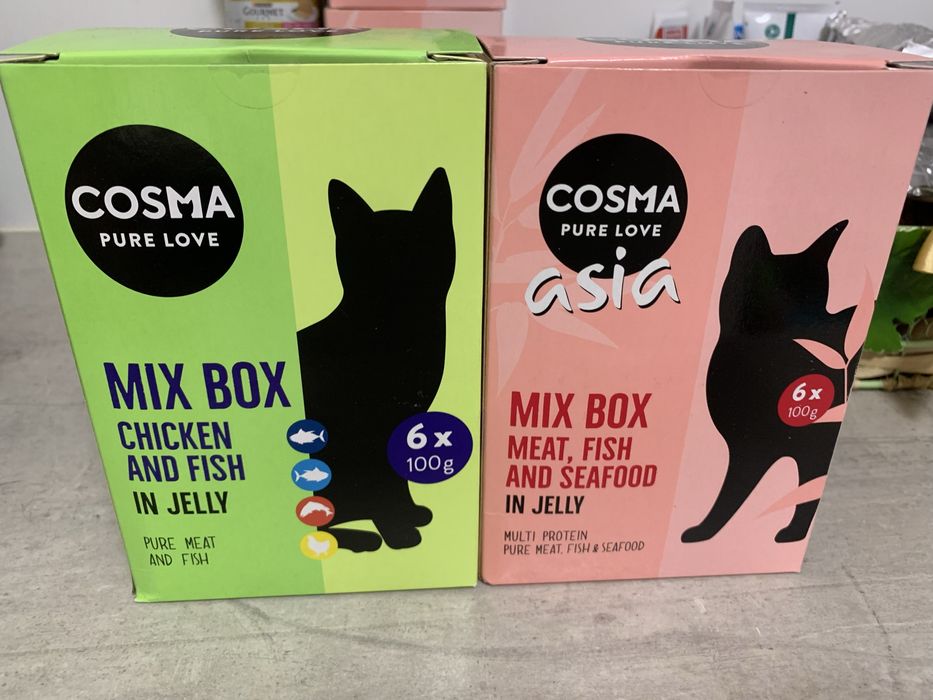 GOURMET
COSMA
PURE LOVE
MIX BOX
CHICKEN
AND FISH
IN JELLY
PURE MEAT
AND FISH
6 x
100g
COSMA
PURE LOVE
asia
MIX BOX
MEAT, FISH
AND SEAFOOD
IN JELLY
MULTI PROTEIN
PURE MEAT, FISH & SEAFOOD
6 x
100g